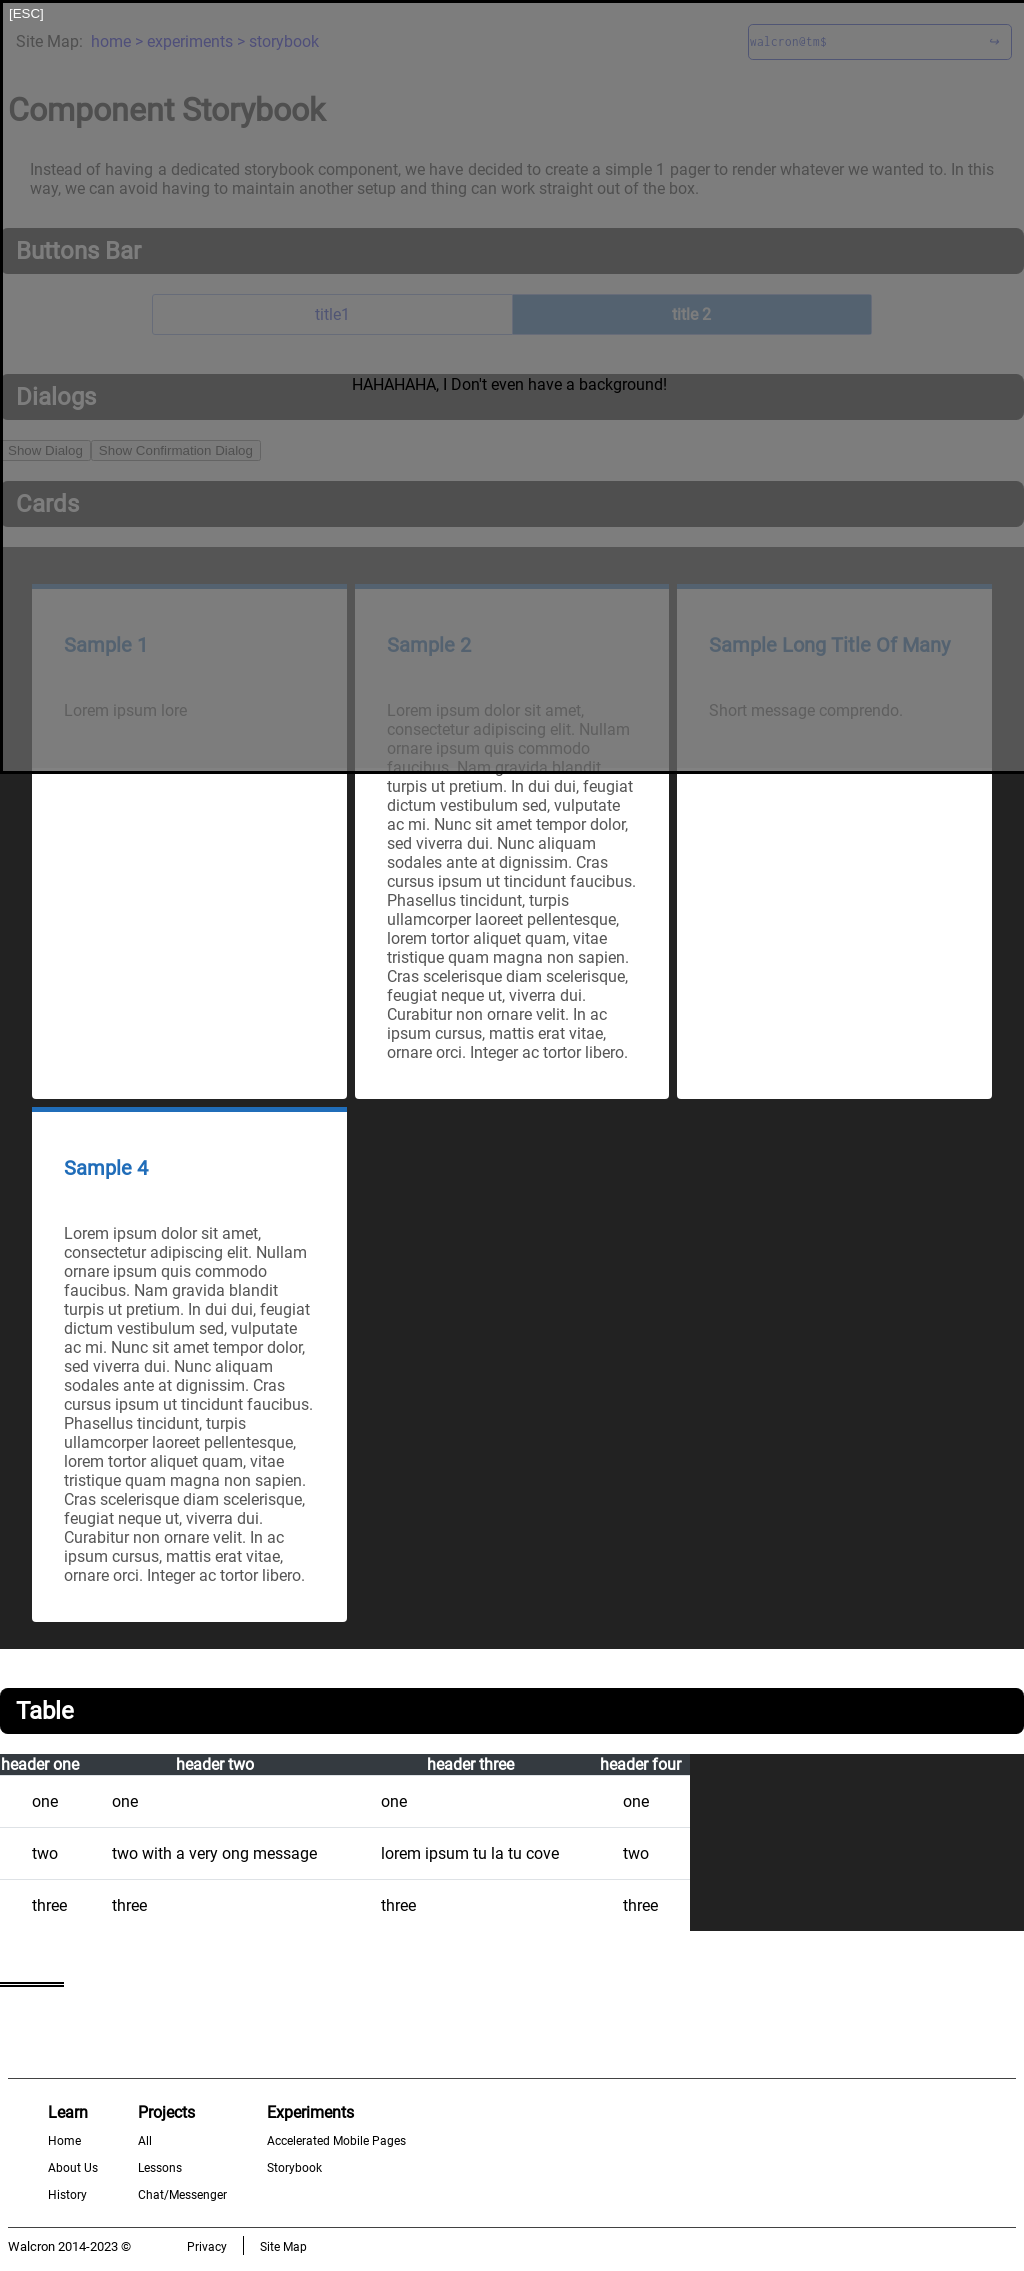 [ESC]
Site Map: home > experiments > storybook
walcron@tm$ ↪
Component Storybook
Instead of having a dedicated storybook component, we have decided to create a simple 1 pager to render whatever we wanted to. In this
way, we can avoid having to maintain another setup and thing can work straight out of the box.
Buttons Bar
title1 title 2
HAHAHAHA, I Don't even have a background!
Dialogs
Show Dialog Show Confirmation Dialog
Cards
Sample 1
Lorem ipsum lore
Sample 2
Lorem ipsum dolor sit amet,
consectetur adipiscing elit. Nullam
ornare ipsum quis commodo
faucibus. Nam gravida blandit
turpis ut pretium. In dui dui, feugiat
dictum vestibulum sed, vulputate
ac mi. Nunc sit amet tempor dolor,
sed viverra dui. Nunc aliquam
sodales ante at dignissim. Cras
cursus ipsum ut tincidunt faucibus.
Phasellus tincidunt, turpis
ullamcorper laoreet pellentesque,
lorem tortor aliquet quam, vitae
tristique quam magna non sapien.
Cras scelerisque diam scelerisque,
feugiat neque ut, viverra dui.
Curabitur non ornare velit. In ac
ipsum cursus, mattis erat vitae,
ornare orci. Integer ac tortor libero.
Sample Long Title Of Many
Short message comprendo.
Sample 4
Lorem ipsum dolor sit amet,
consectetur adipiscing elit. Nullam
ornare ipsum quis commodo
faucibus. Nam gravida blandit
turpis ut pretium. In dui dui, feugiat
dictum vestibulum sed, vulputate
ac mi. Nunc sit amet tempor dolor,
sed viverra dui. Nunc aliquam
sodales ante at dignissim. Cras
cursus ipsum ut tincidunt faucibus.
Phasellus tincidunt, turpis
ullamcorper laoreet pellentesque,
lorem tortor aliquet quam, vitae
tristique quam magna non sapien.
Cras scelerisque diam scelerisque,
feugiat neque ut, viverra dui.
Curabitur non ornare velit. In ac
ipsum cursus, mattis erat vitae,
ornare orci. Integer ac tortor libero.
Table
header one header two header three header four
one one one one
two two with a very ong message lorem ipsum tu la tu cove two
three three three three
Learn
Home
About Us
History
Projects
All
Lessons
Chat/Messenger
Experiments
Accelerated Mobile Pages
Storybook
Walcron 2014-2023 © Privacy Site Map